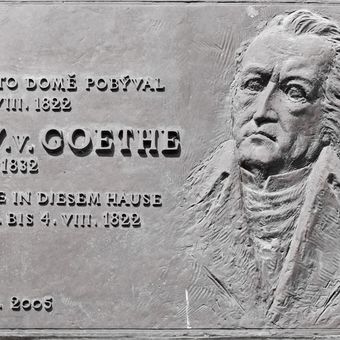 TO DOMĚ POBÝVAL
VIII. 1822
V. v. GOETHE
1832
E IN DIESEM HAUSE
. BIS 4. VIII. 1822
. 2005